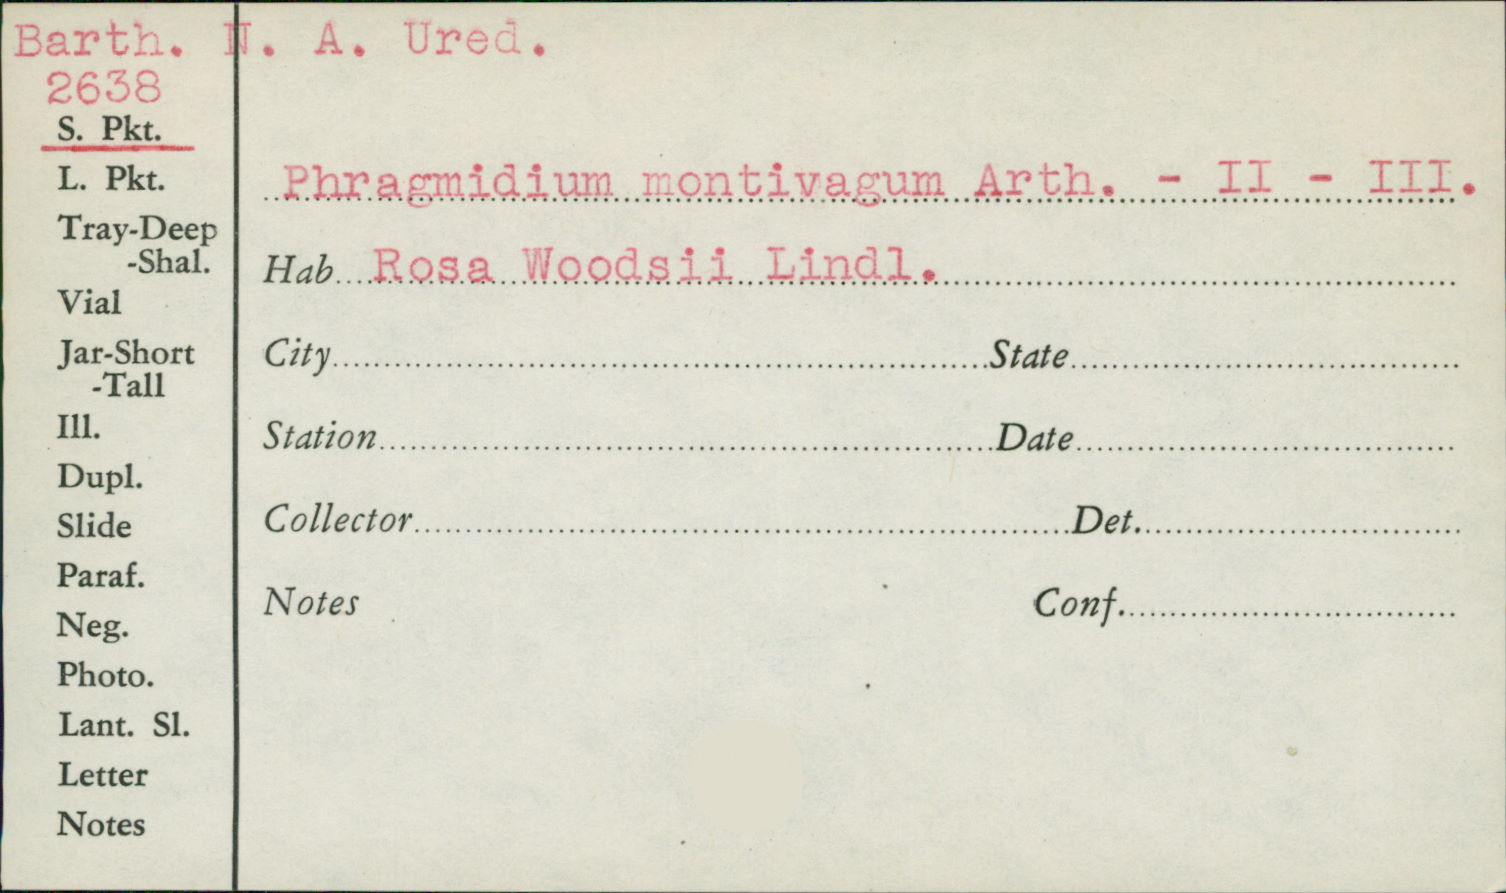 Barth. N. A. Ured.
2638
S. Pkt.
L. Pkt.
Tray-Deep
-Shal.
Vial
Jar-Short
-Tall
Ill.
Dupl.
Slide
Paraf.
Neg.
Photo.
Lant. Sl.
Letter
Notes
Phragmidium montivagum Arth. - II - III.
Hab Rosa Woodsii Lindl.
City State
Station Date
Collector Det.
Notes Conf.